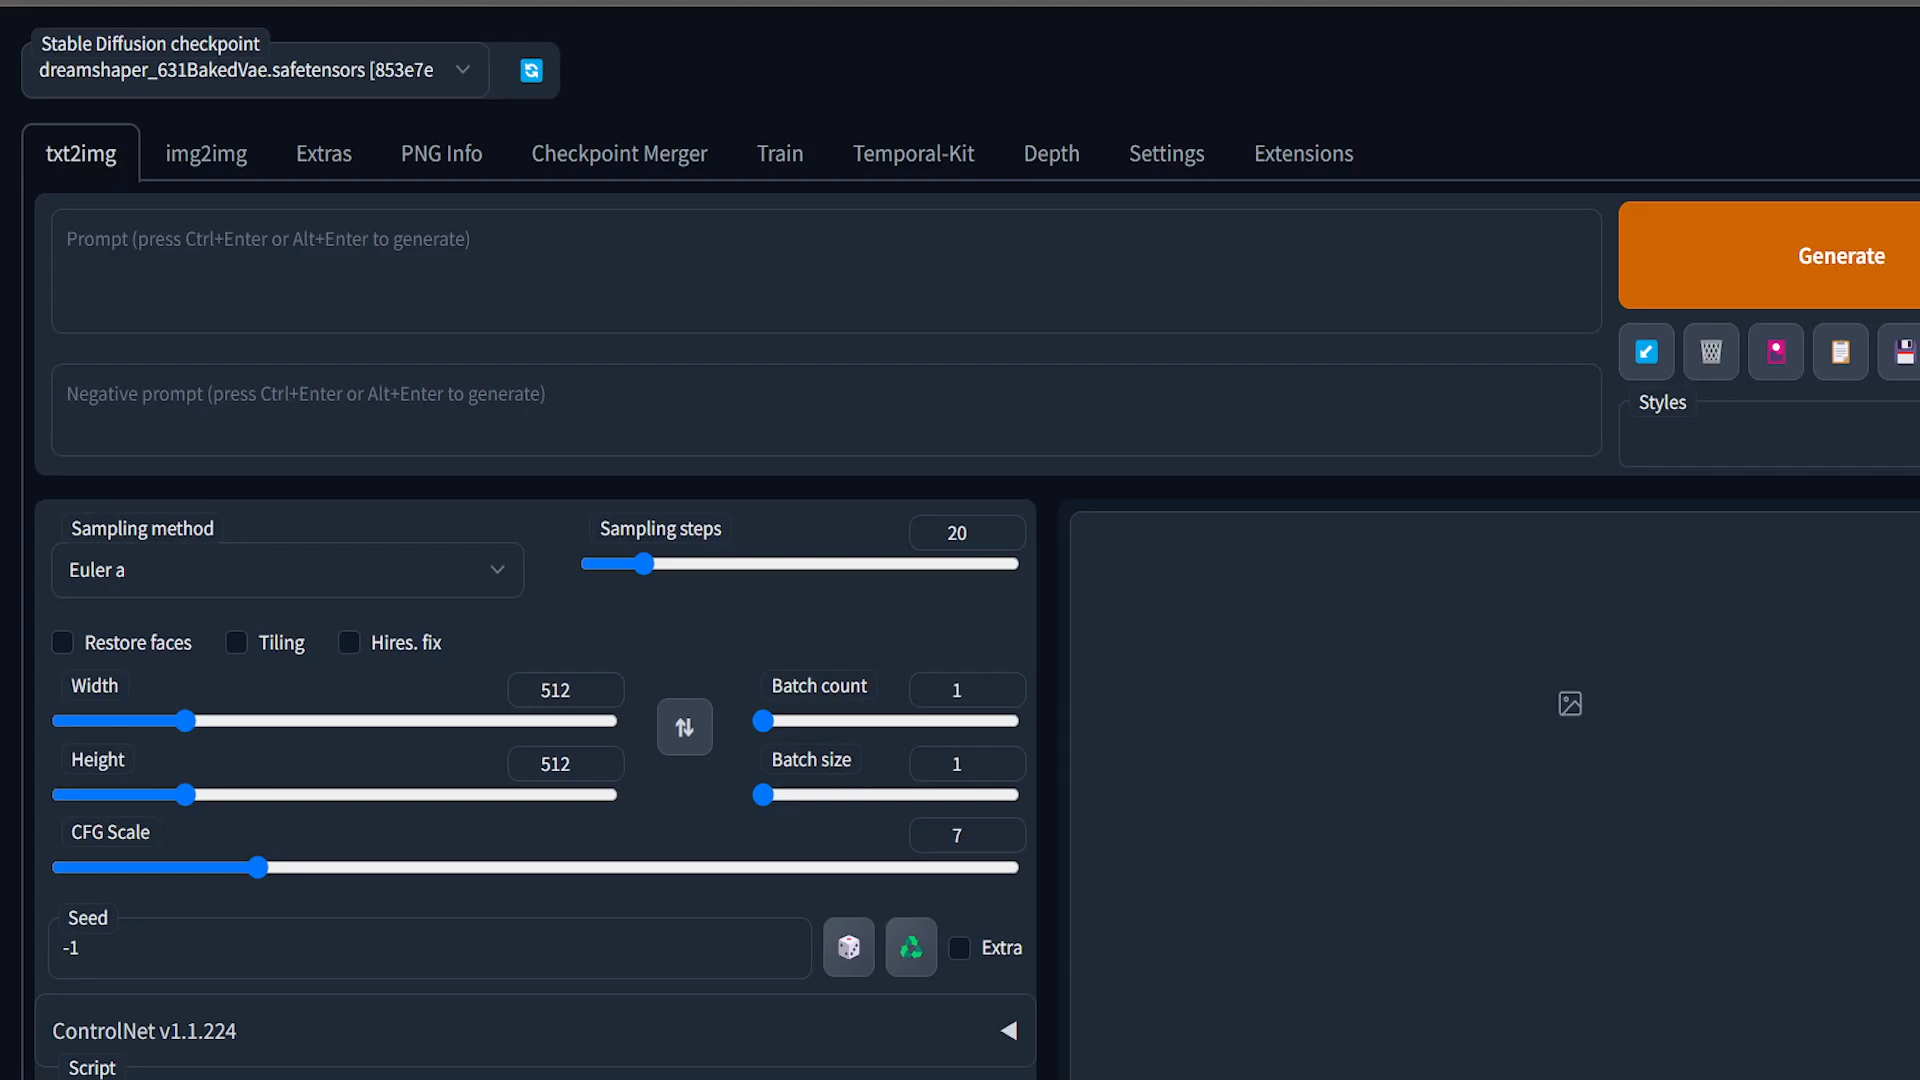 Stable Diffusion checkpoint
dreamshaper_631BakedVae.safetensors [853e7e
txt2img img2img Extras PNG Info Checkpoint Merger Train Temporal-Kit Depth Settings Extensions
Prompt (press Ctrl+Enter or Alt+Enter to generate)
Generate
Negative prompt (press Ctrl+Enter or Alt+Enter to generate)
Styles
Sampling method
Euler a
Sampling steps
20
Restore faces Tiling Hires. fix
Width
512
Batch count
1
Height
512
Batch size
1
CFG Scale
7
Seed
-1
Extra
ControlNet v1.1.224
Script